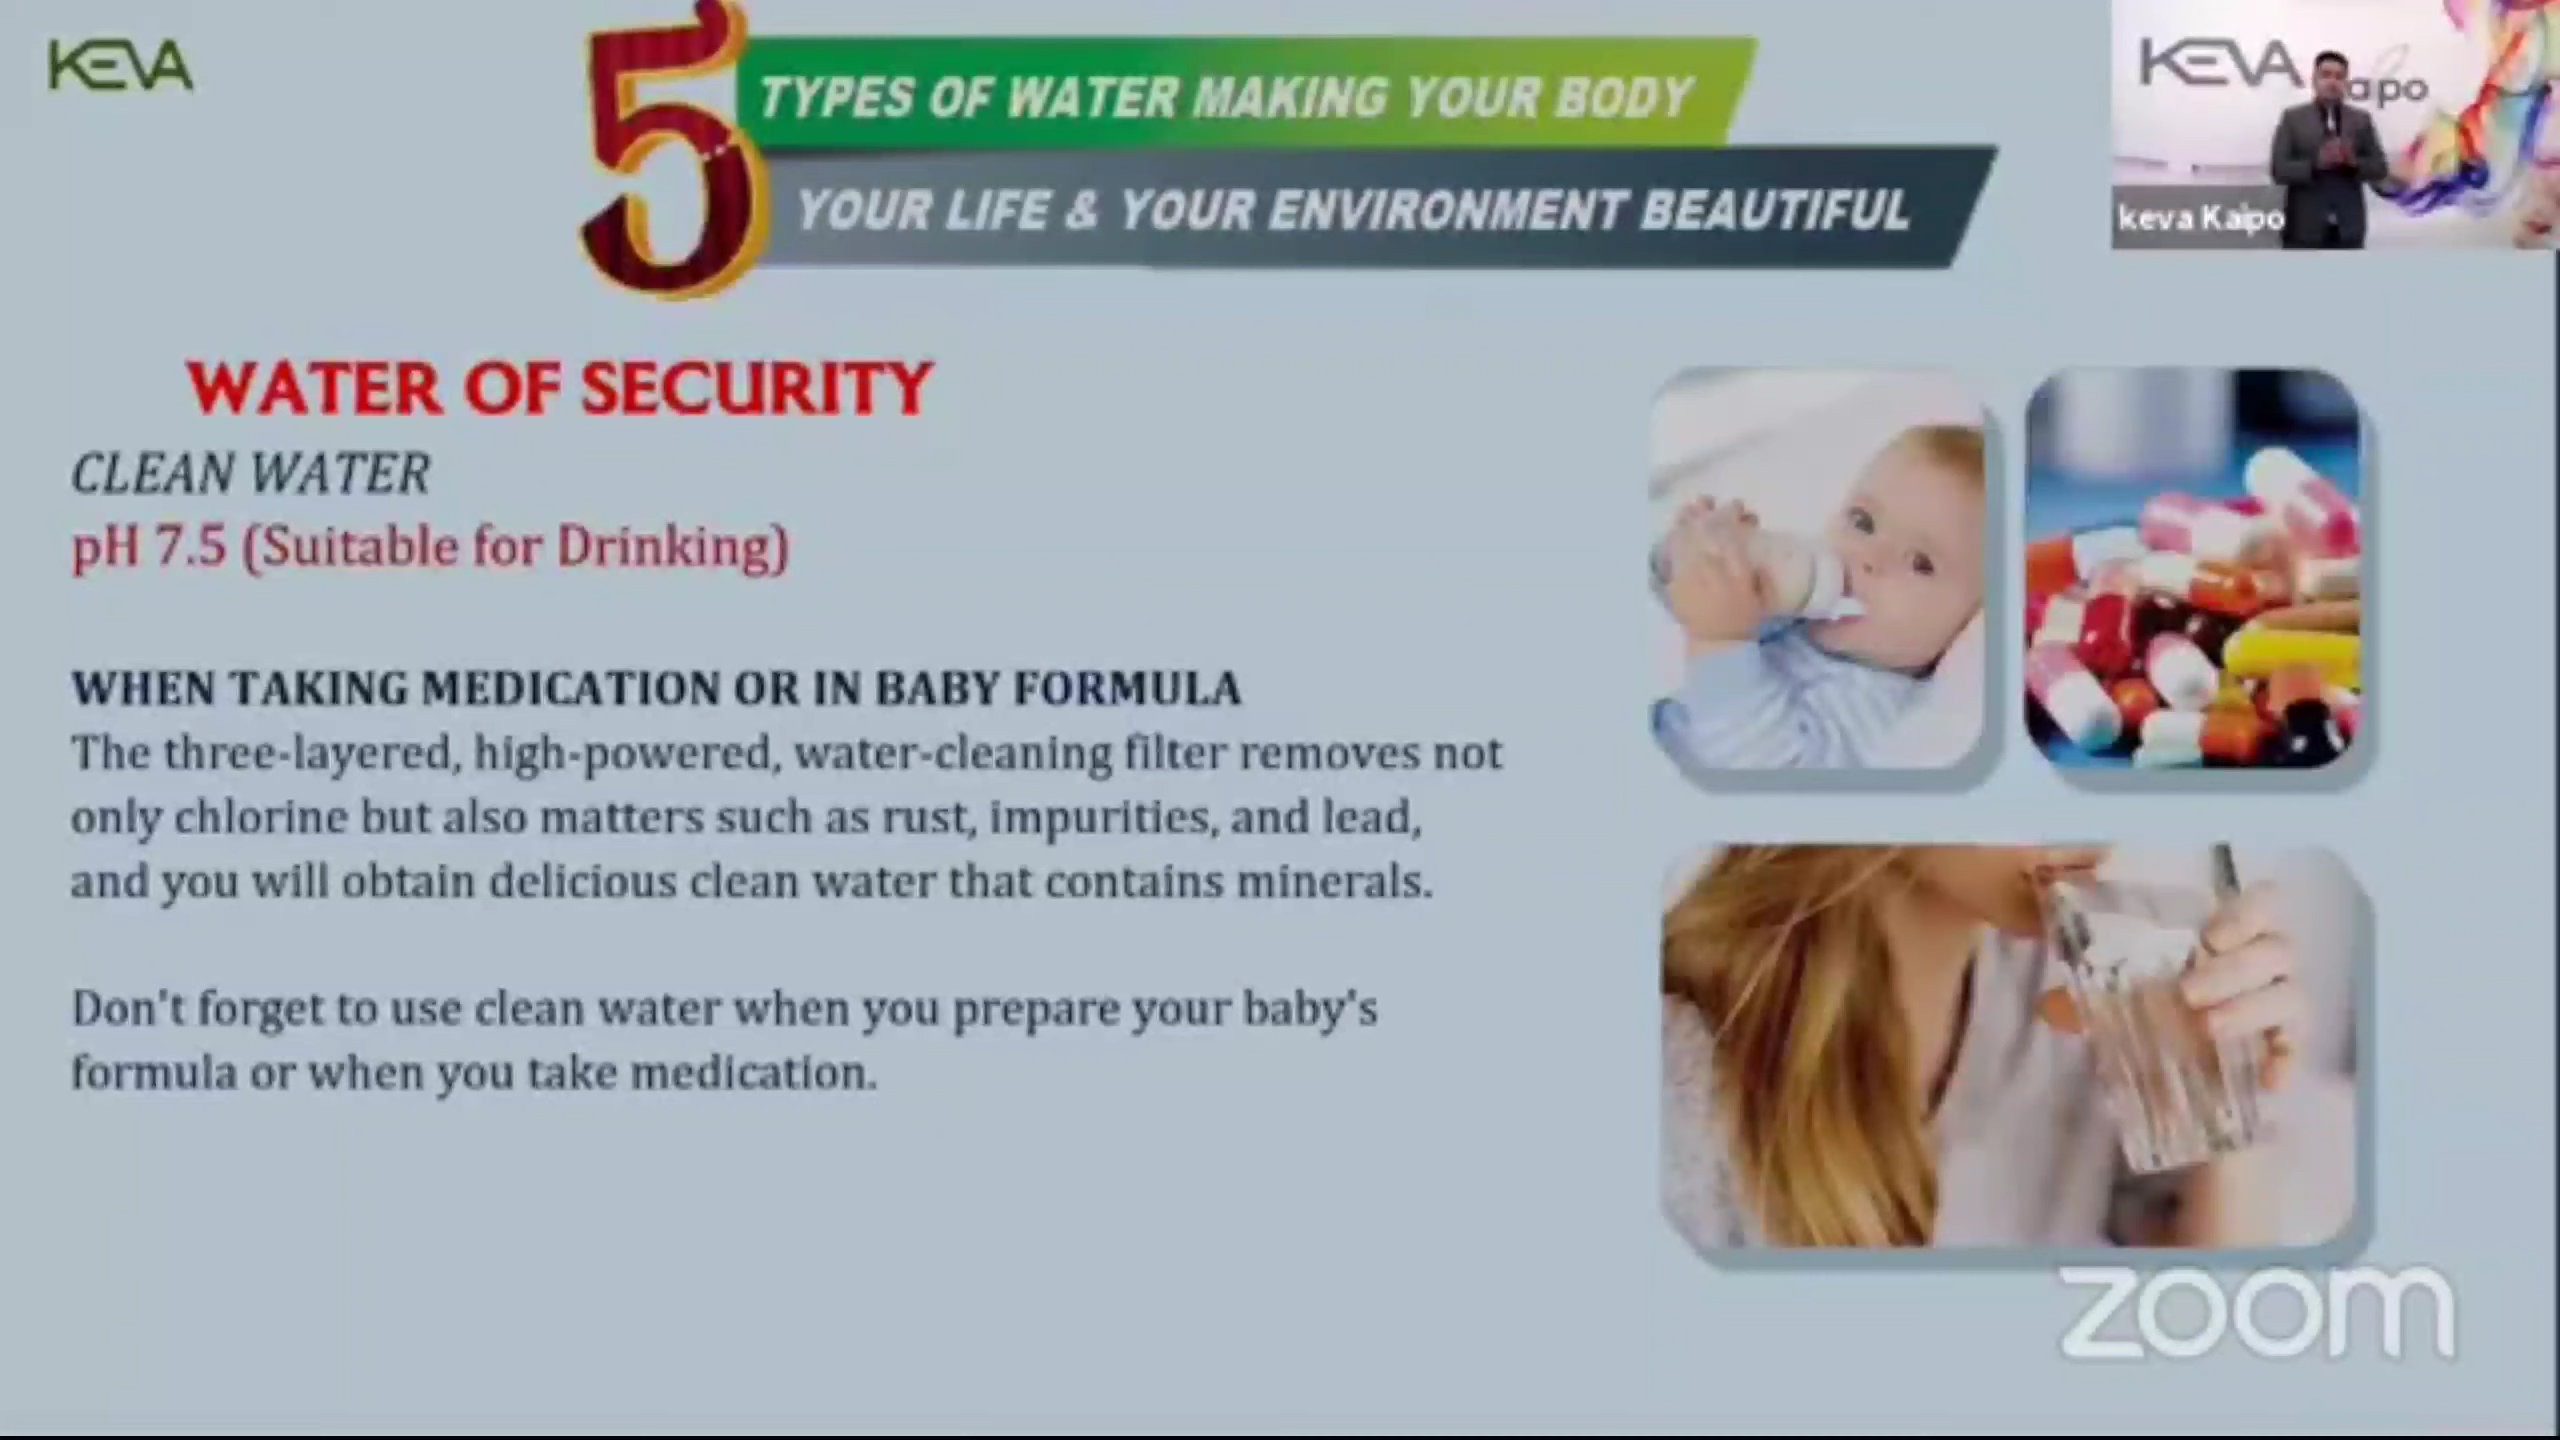 KEVA
5
TYPES OF WATER MAKING YOUR BODY
YOUR LIFE & YOUR ENVIRONMENT BEAUTIFUL
KEVA
keva Kaipo
WATER OF SECURITY
CLEAN WATER
pH 7.5 (Suitable for Drinking)
WHEN TAKING MEDICATION OR IN BABY FORMULA
The three-layered, high-powered, water-cleaning filter removes not
only chlorine but also matters such as rust, impurities, and lead,
and you will obtain delicious clean water that contains minerals.
Don't forget to use clean water when you prepare your baby's
formula or when you take medication.
zoom